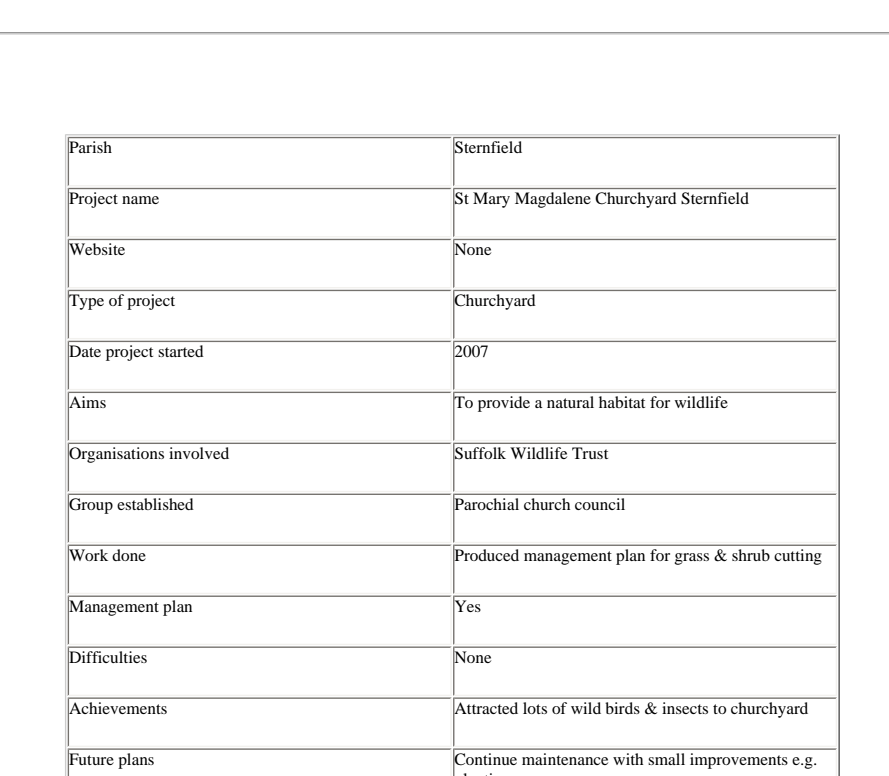 Parish Sternfield
Project name St Mary Magdalene Churchyard Sternfield
Website None
Type of project Churchyard
Date project started 2007
Aims To provide a natural habitat for wildlife
Organisations involved Suffolk Wildlife Trust
Group established Parochial church council
Work done Produced management plan for grass & shrub cutting
Management plan Yes
Difficulties None
Achievements Attracted lots of wild birds & insects to churchyard
Future plans Continue maintenance with small improvements e.g.